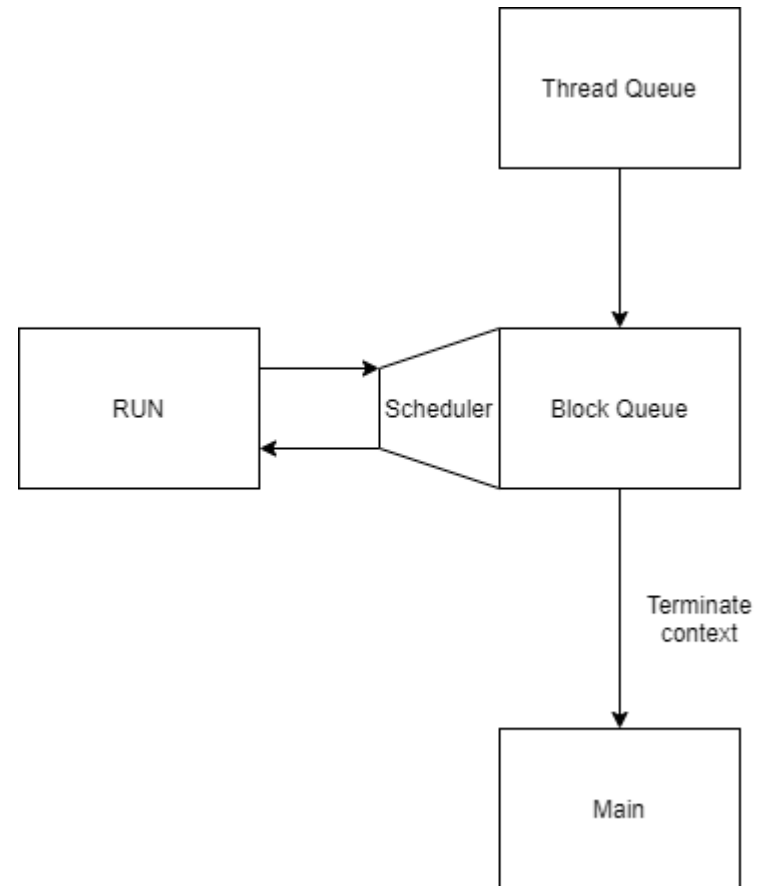 Thread Queue
RUN
Scheduler
Block Queue
Terminate
context
Main